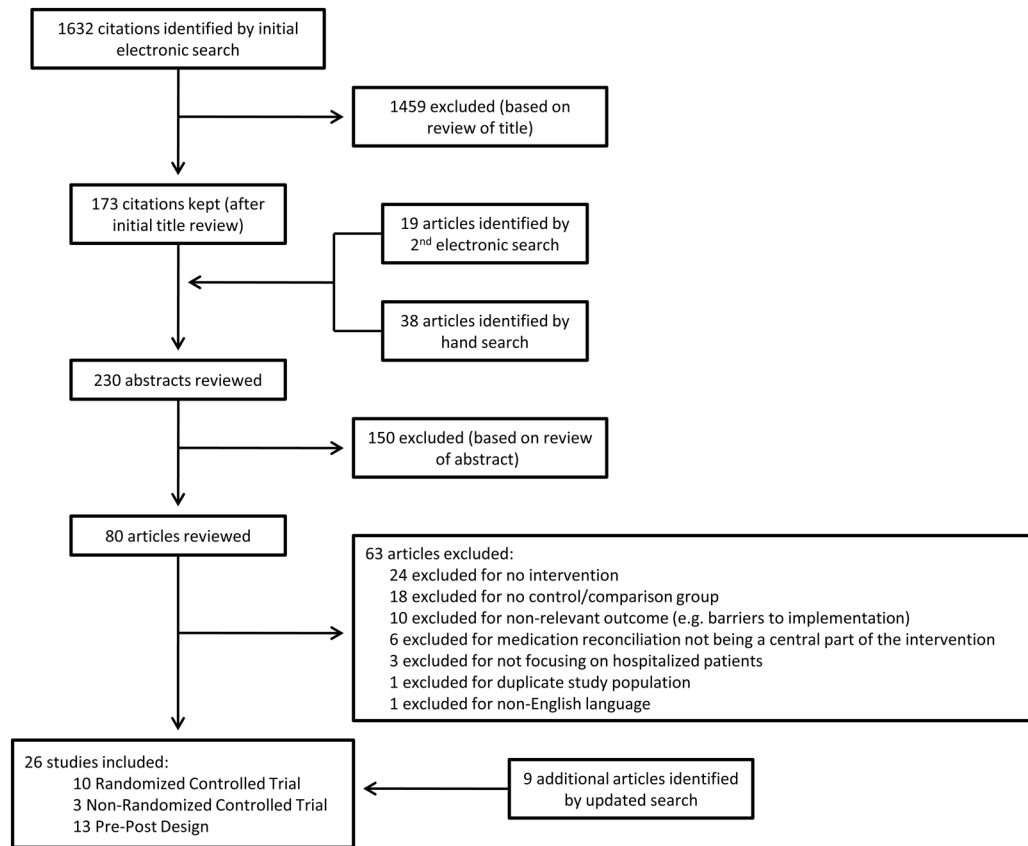 1632 citations identified by initial
electronic search
1459 excluded (based on
review of title)
173 citations kept (after
initial title review)
19 articles identified by
2nd electronic search
38 articles identified by
hand search
230 abstracts reviewed
150 excluded (based on review
of abstract)
80 articles reviewed
63 articles excluded:
24 excluded for no intervention
18 excluded for no control/comparison group
10 excluded for non-relevant outcome (e.g. barriers to implementation)
6 excluded for medication reconciliation not being a central part of the intervention
3 excluded for not focusing on hospitalized patients
1 excluded for duplicate study population
1 excluded for non-English language
26 studies included:
10 Randomized Controlled Trial
3 Non-Randomized Controlled Trial
13 Pre-Post Design
9 additional articles identified
by updated search